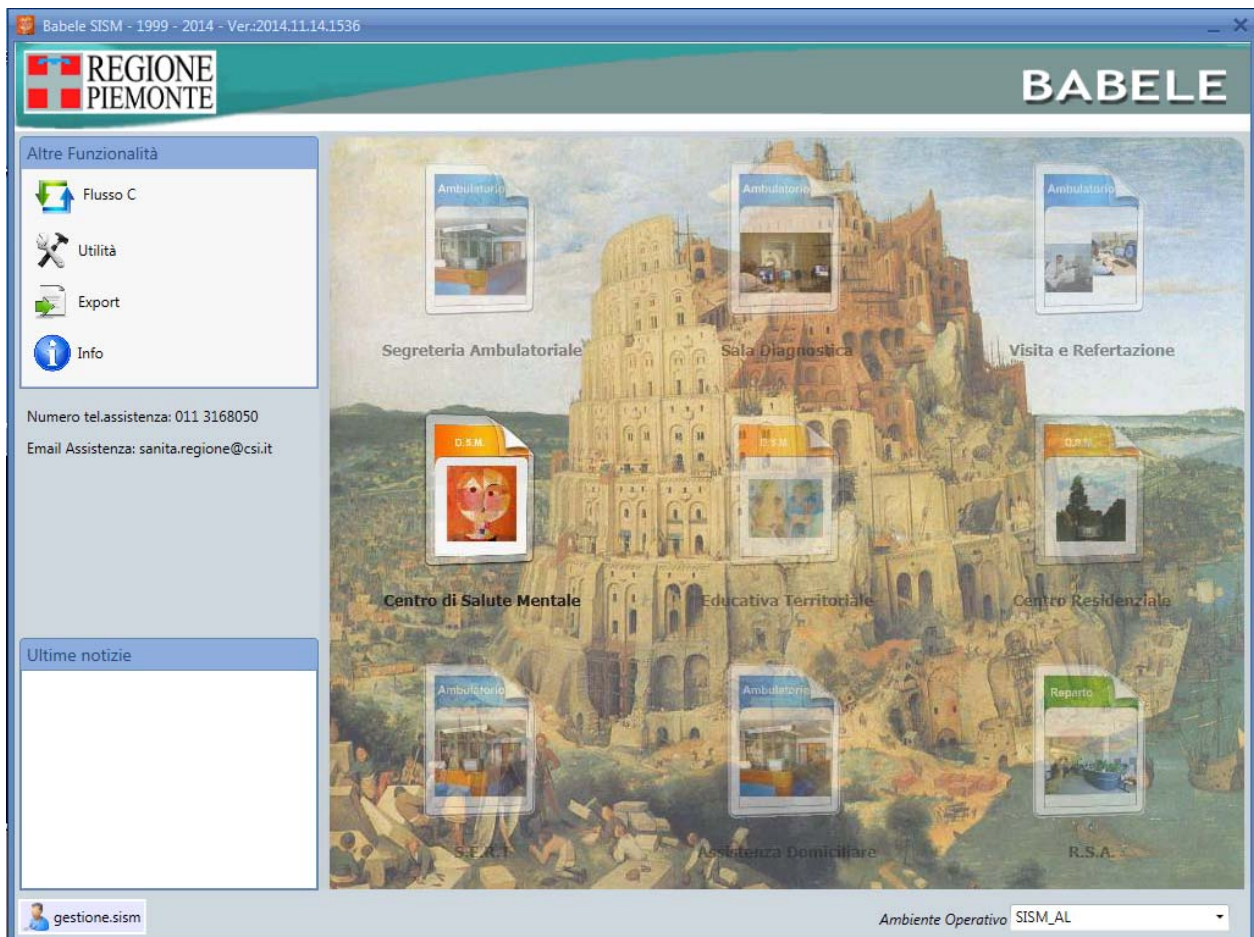 Babele SISM - 1999 - 2014 - Ver.:2014.11.14.1536
REGIONE
PIEMONTE
BABELE
Altre Funzionalità
Flusso C
Utilità
Export
Info
Numero tel.assistenza: 011 3168050
Email Assistenza: sanita.regione@csi.it
Ultime notizie
Ambulatorio
Ambulatorio
Ambulatorio
Segreteria Ambulatoriale
Sala Diagnostica
Visita e Refertazione
D.S.M.
D.S.M.
D.P.M.
Centro di Salute Mentale
Educativa Territoriale
Centro Residenziale
Ambulatorio
Ambulatorio
Reparto
S.E.R.T
Assistenza Domiciliare
R.S.A.
gestione.sism
Ambiente Operativo SISM_AL